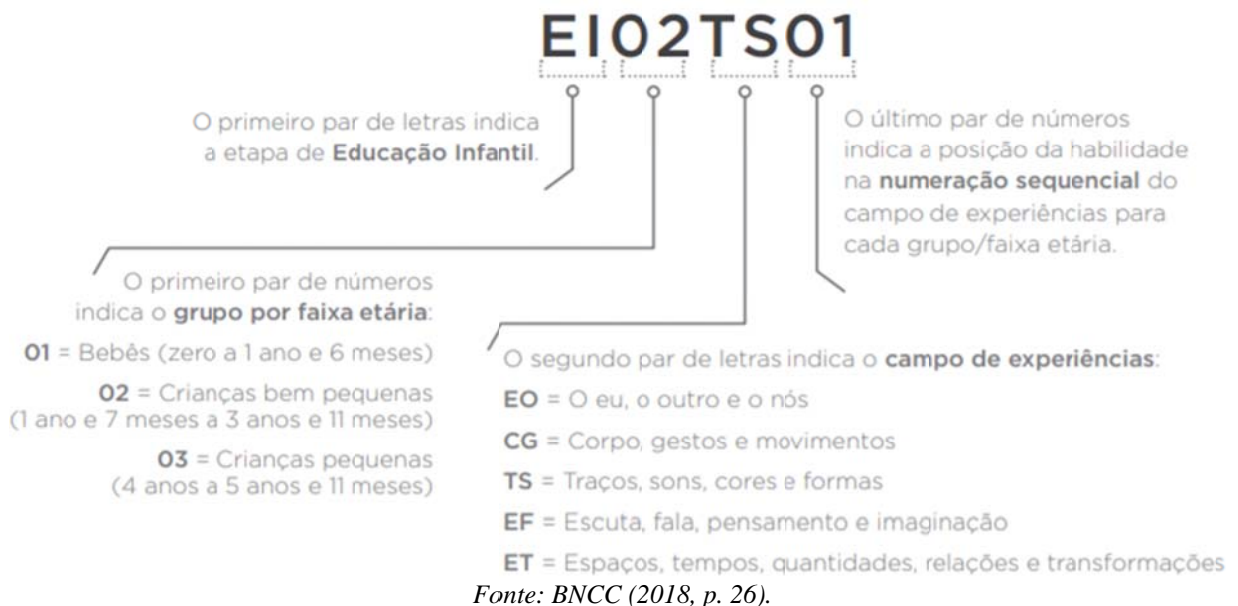 EI02TS01
O primeiro par de letras indica
a etapa de Educação Infantil.
O último par de números
indica a posição da habilidade
na numeração sequencial do
campo de experiências para
cada grupo/faixa etária.
O primeiro par de números
indica o grupo por faixa etária:
01 = Bebês (zero a 1 ano e 6 meses)
02 = Crianças bem pequenas
(1 ano e 7 meses a 3 anos e 11 meses)
03 = Crianças pequenas
(4 anos a 5 anos e 11 meses)
O segundo par de letras indica o campo de experiências:
EO = O eu, o outro e o nós
CG = Corpo, gestos e movimentos
TS = Traços, sons, cores e formas
EF = Escuta, fala, pensamento e imaginação
ET = Espaços, tempos, quantidades, relações e transformações
Fonte: BNCC (2018, p. 26).